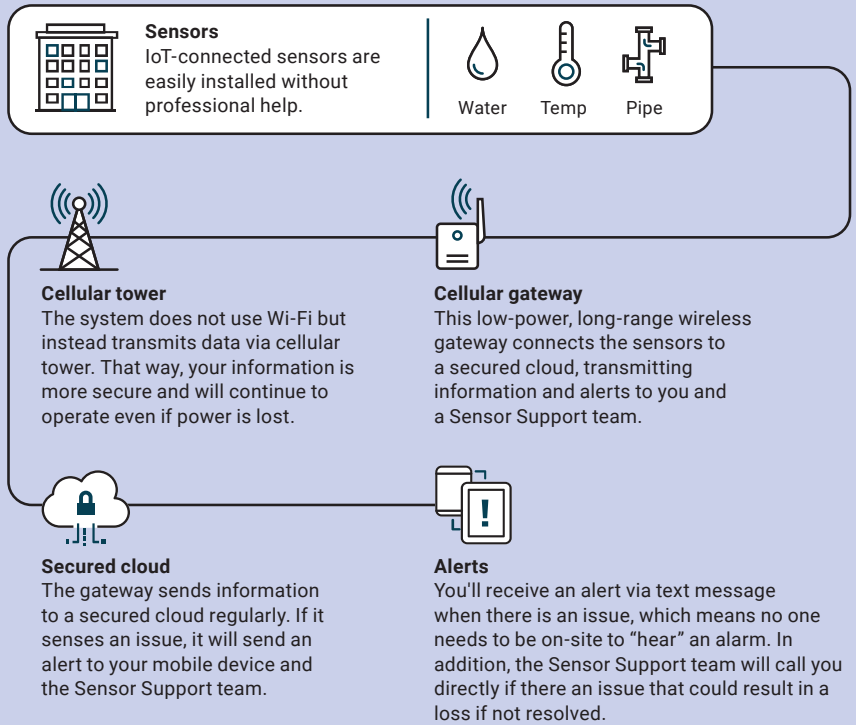 Sensors
IoT-connected sensors are
easily installed without
professional help.
Water
Temp
Pipe
Cellular tower
The system does not use Wi-Fi but
instead transmits data via cellular
tower. That way, your information is
more secure and will continue to
operate even if power is lost.
Cellular gateway
This low-power, long-range wireless
gateway connects the sensors to
a secured cloud, transmitting
information and alerts to you and
a Sensor Support team.
Secured cloud
The gateway sends information
to a secured cloud regularly. If it
senses an issue, it will send an
alert to your mobile device and
the Sensor Support team.
Alerts
You'll receive an alert via text message
when there is an issue, which means no one
needs to be on-site to “hear” an alarm. In
addition, the Sensor Support team will call you
directly if there an issue that could result in a
loss if not resolved.